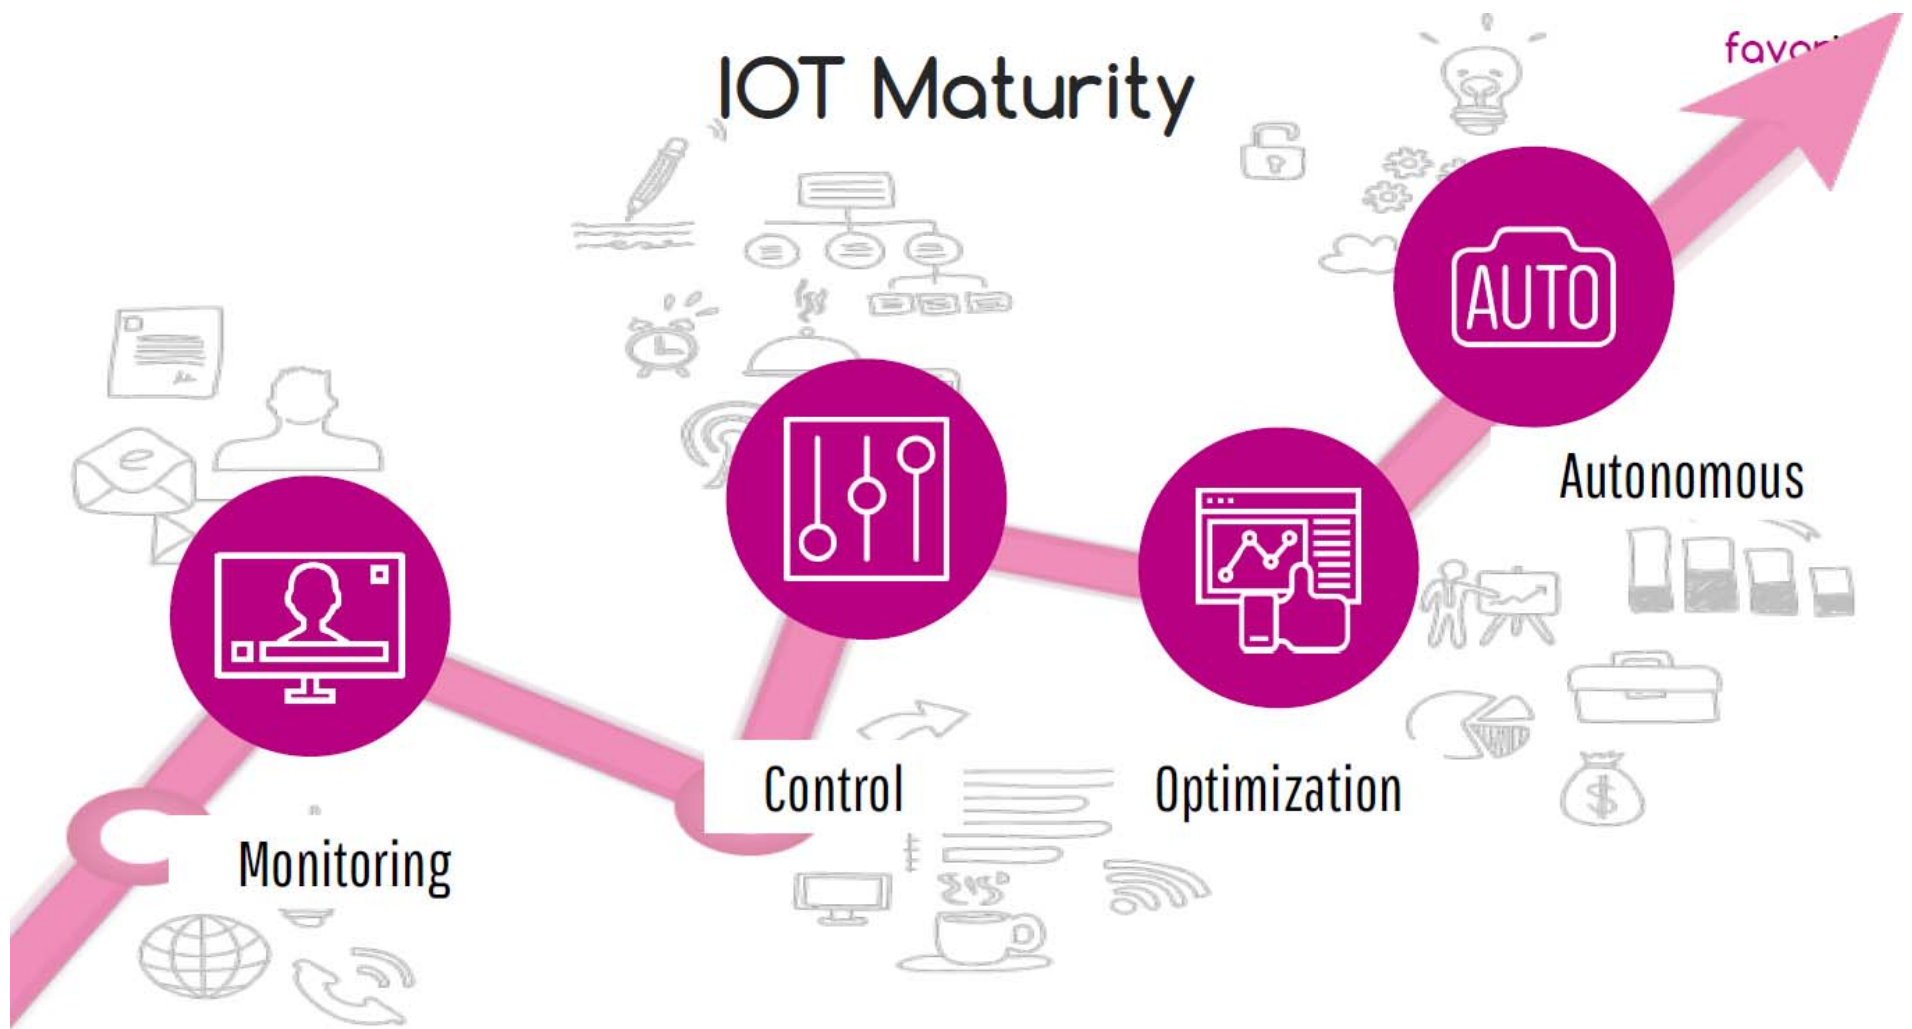 IOT Maturity
AUTO
Autonomous
Control
Optimization
Monitoring